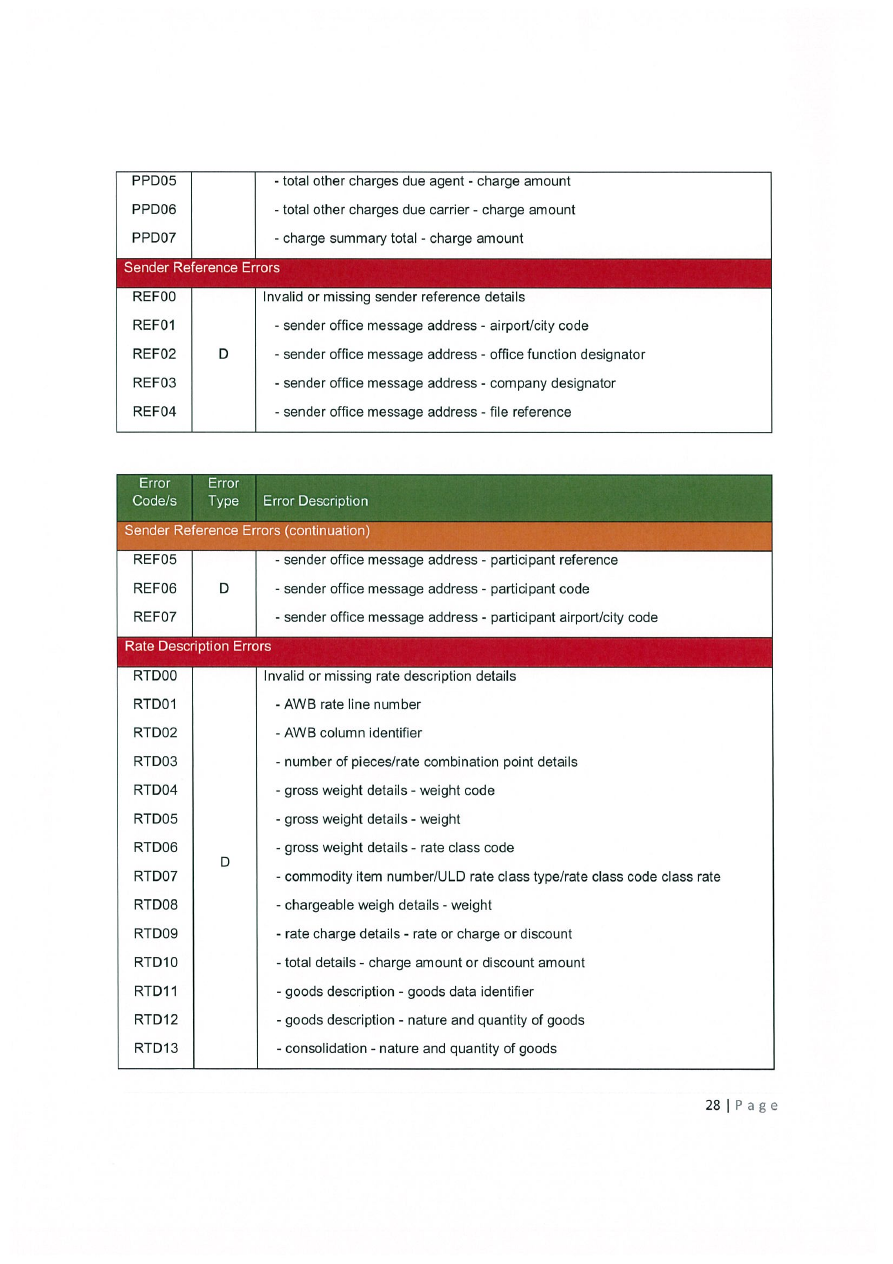 PPD05 - total other charges due agent - charge amount
PPD06 - total other charges due carrier - charge amount
PPD07 - charge summary total - charge amount
Sender Reference Errors
REF00 Invalid or missing sender reference details
REF01 - sender office message address - airport/city code
REF02 D - sender office message address - office function designator
REF03 - sender office message address - company designator
REF04 - sender office message address - file reference
Error Error
Code/s Type Error Description
Sender Reference Errors (continuation)
REF05 - sender office message address - participant reference
REF06 D - sender office message address - participant code
REF07 - sender office message address - participant airport/city code
Rate Description Errors
RTD00 Invalid or missing rate description details
RTD01 - AWB rate line number
RTD02 - AWB column identifier
RTD03 - number of pieces/rate combination point details
RTD04 - gross weight details - weight code
RTD05 - gross weight details - weight
RTD06 - gross weight details - rate class code
D
RTD07 - commodity item number/ULD rate class type/rate class code class rate
RTD08 - chargeable weigh details - weight
RTD09 - rate charge details - rate or charge or discount
RTD10 - total details - charge amount or discount amount
RTD11 - goods description - goods data identifier
RTD12 - goods description - nature and quantity of goods
RTD13 - consolidation - nature and quantity of goods
28 | Page